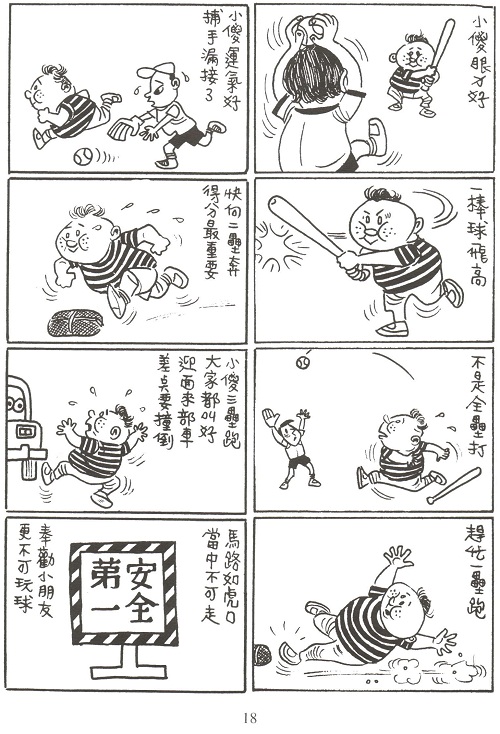 小傻眼力好
一棒球飛高
不是全壘打
趕忙一壘跑
小傻運氣好
捕手漏接了
快向二壘奔
得分最重要
小傻三壘跑
大家都叫好
迎面來部車
差点要撞倒
馬路如虎口
當中不可走
安全
第一
奉勸小朋友
更不可玩球
18